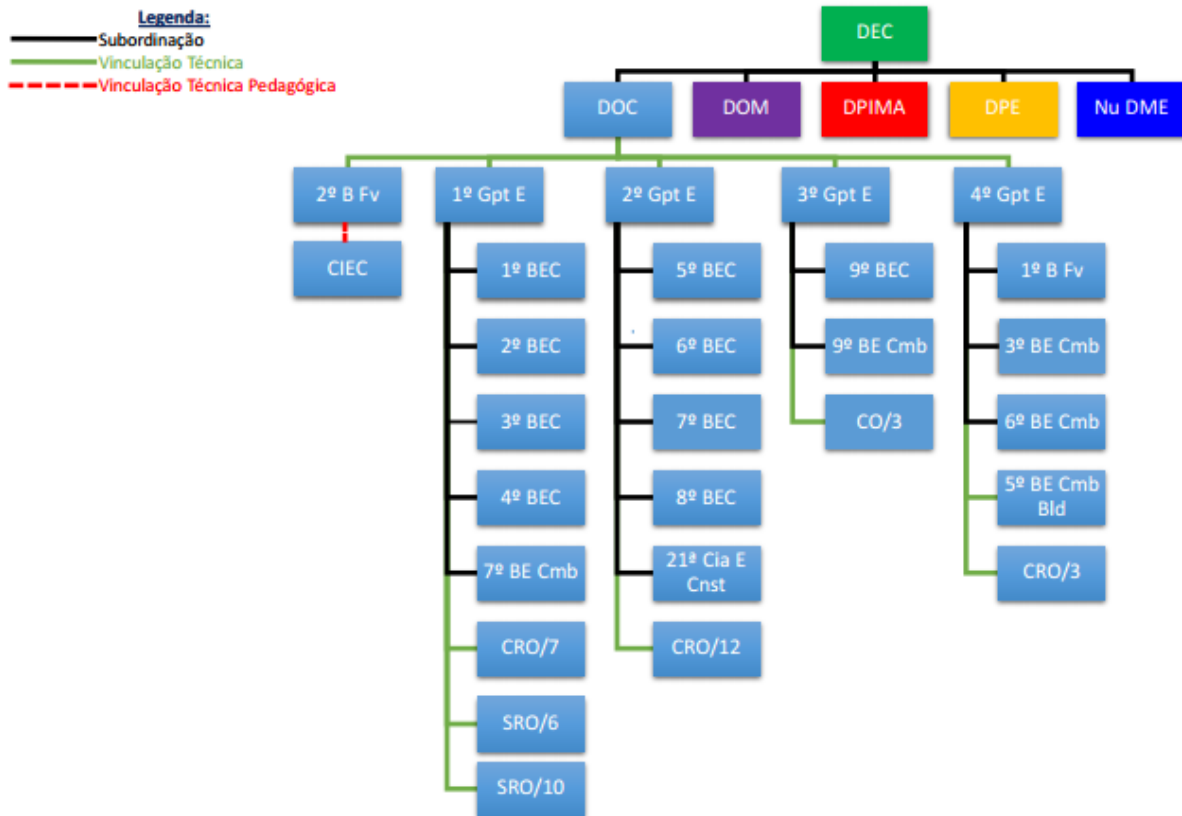 Legenda:
Subordinação
Vinculação Técnica
Vinculação Técnica Pedagógica
DEC
DOC
DOM
DPIMA
DPE
Nu DME
2º B Fv
1º Gpt E
2º Gpt E
3º Gpt E
4º Gpt E
CIEC
1º BEC
2º BEC
3º BEC
4º BEC
7º BE Cmb
CRO/7
SRO/6
SRO/10
5º BEC
6º BEC
7º BEC
8º BEC
21ª Cia E
Cnst
CRO/12
9º BEC
9º BE Cmb
CO/3
1º B Fv
3º BE Cmb
6º BE Cmb
5º BE Cmb
Bld
CRO/3